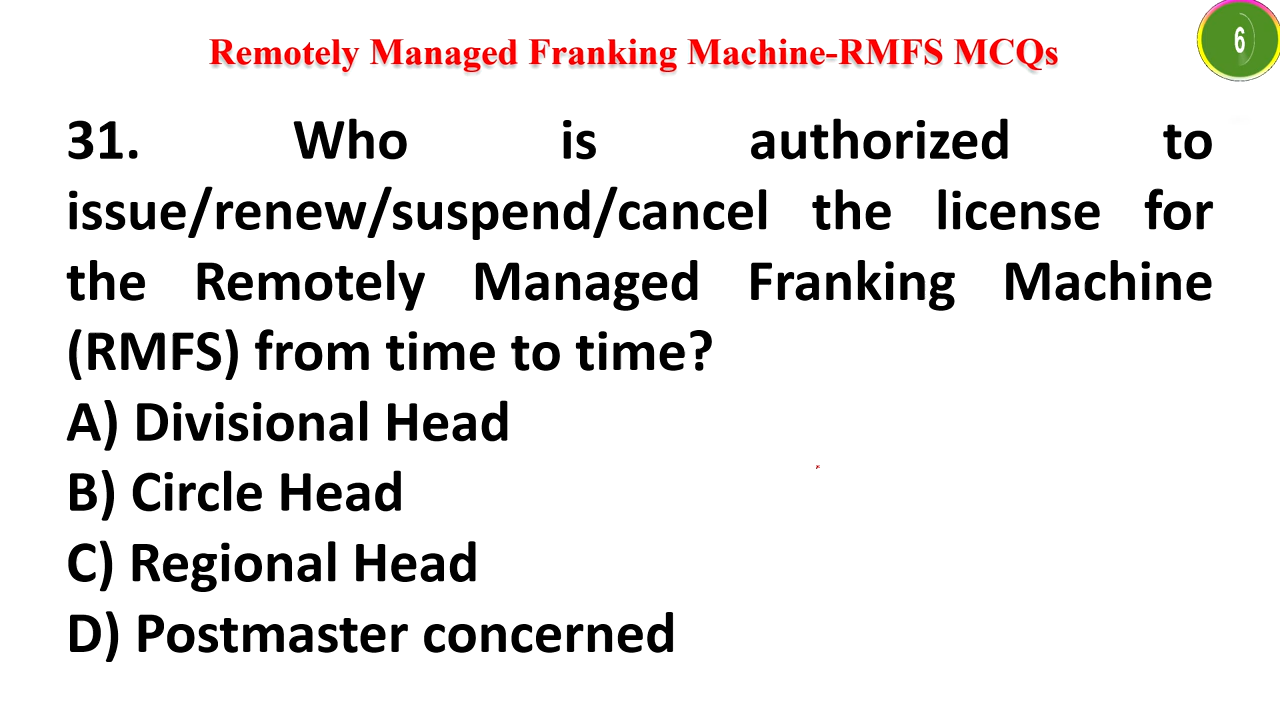 Remotely Managed Franking Machine-RMFS MCQs
6
31. Who is authorized to
issue/renew/suspend/cancel the license for
the Remotely Managed Franking Machine
(RMFS) from time to time?
A) Divisional Head
B) Circle Head
C) Regional Head
D) Postmaster concerned